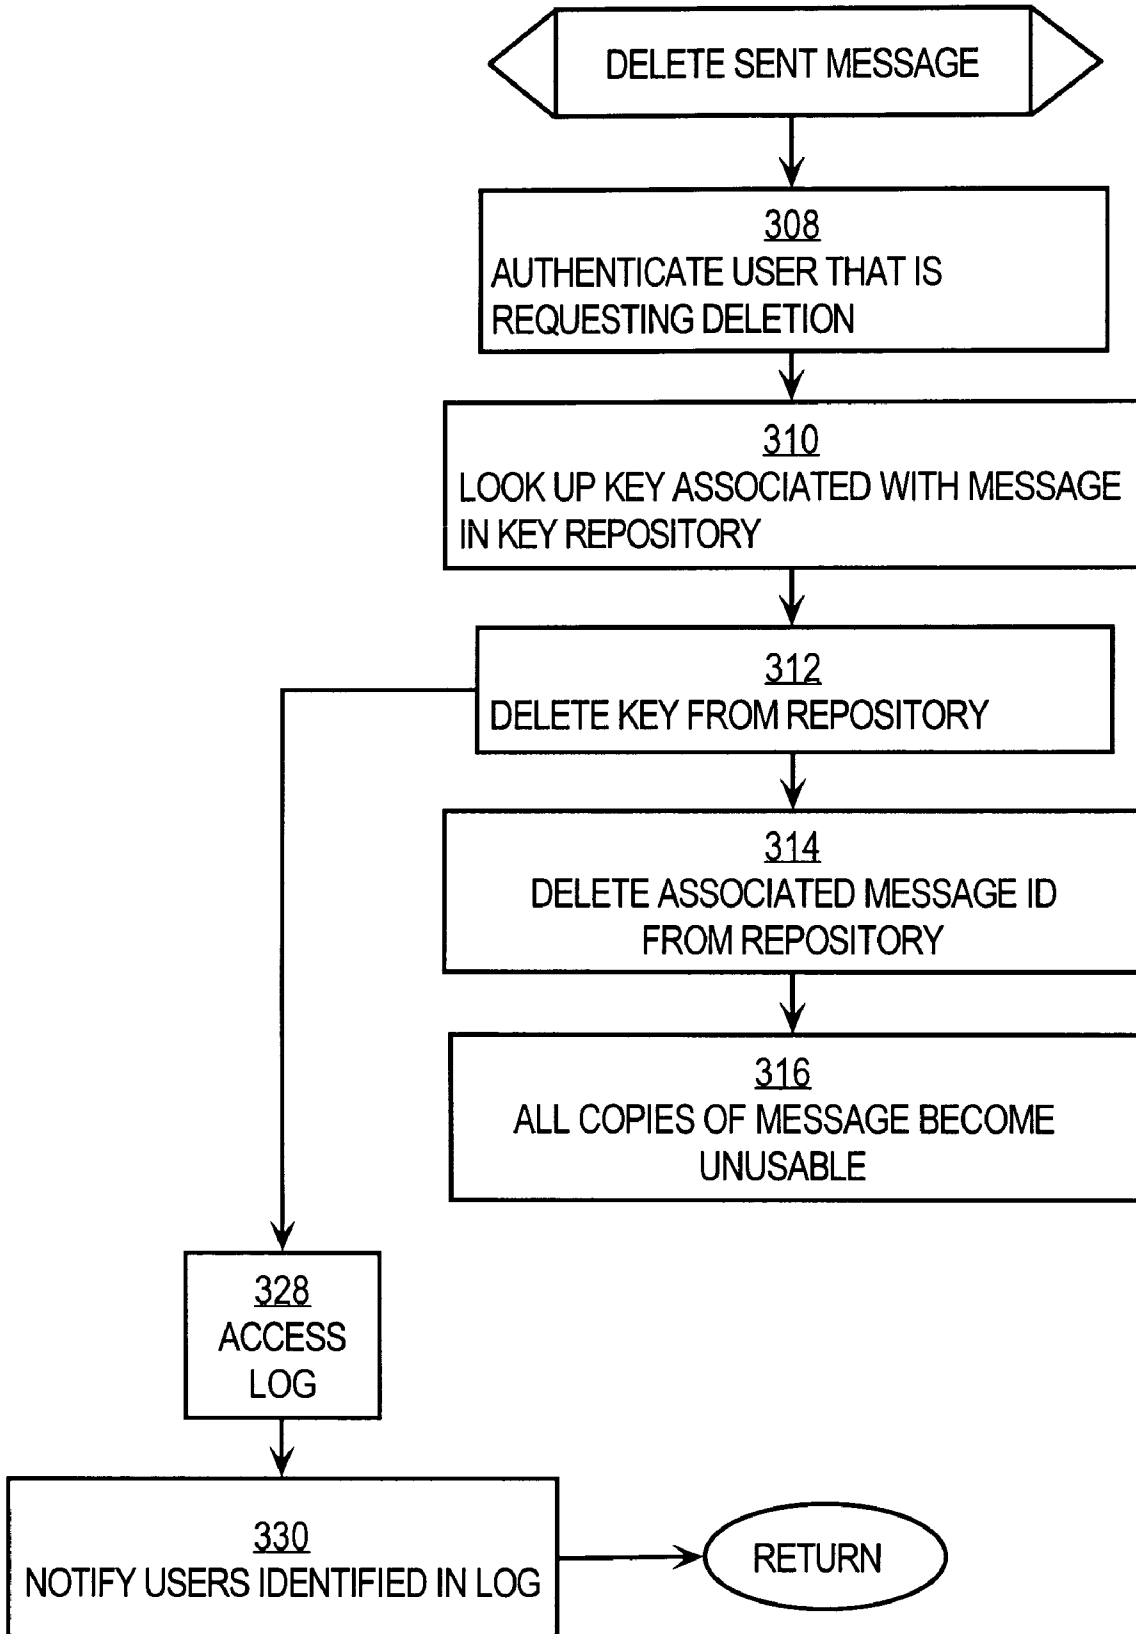 DELETE SENT MESSAGE
308
AUTHENTICATE USER THAT IS
REQUESTING DELETION
310
LOOK UP KEY ASSOCIATED WITH MESSAGE
IN KEY REPOSITORY
312
DELETE KEY FROM REPOSITORY
314
DELETE ASSOCIATED MESSAGE ID
FROM REPOSITORY
316
ALL COPIES OF MESSAGE BECOME
UNUSABLE
328
ACCESS
LOG
330
NOTIFY USERS IDENTIFIED IN LOG
RETURN